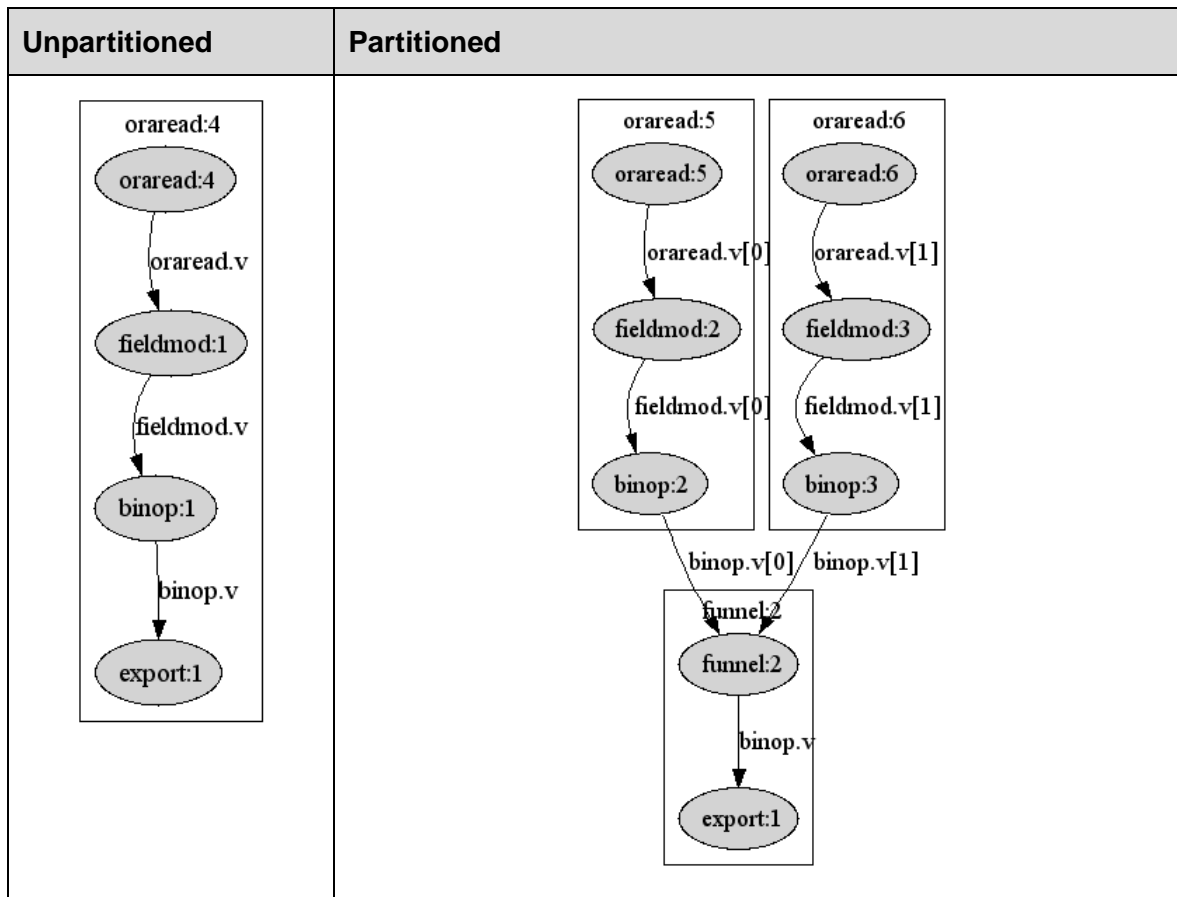 Unpartitioned
Partitioned
oraread:4
oraread:4
oraread.v
fieldmod:1
fieldmod.v
binop:1
binop.v
export:1
oraread:5
oraread:6
oraread:5
oraread:6
oraread.v[0]
oraread.v[1]
fieldmod:2
fieldmod:3
fieldmod.v[0]
fieldmod.v[1]
binop:2
binop:3
binop.v[0]
binop.v[1]
funnel:2
funnel:2
binop.v
export:1